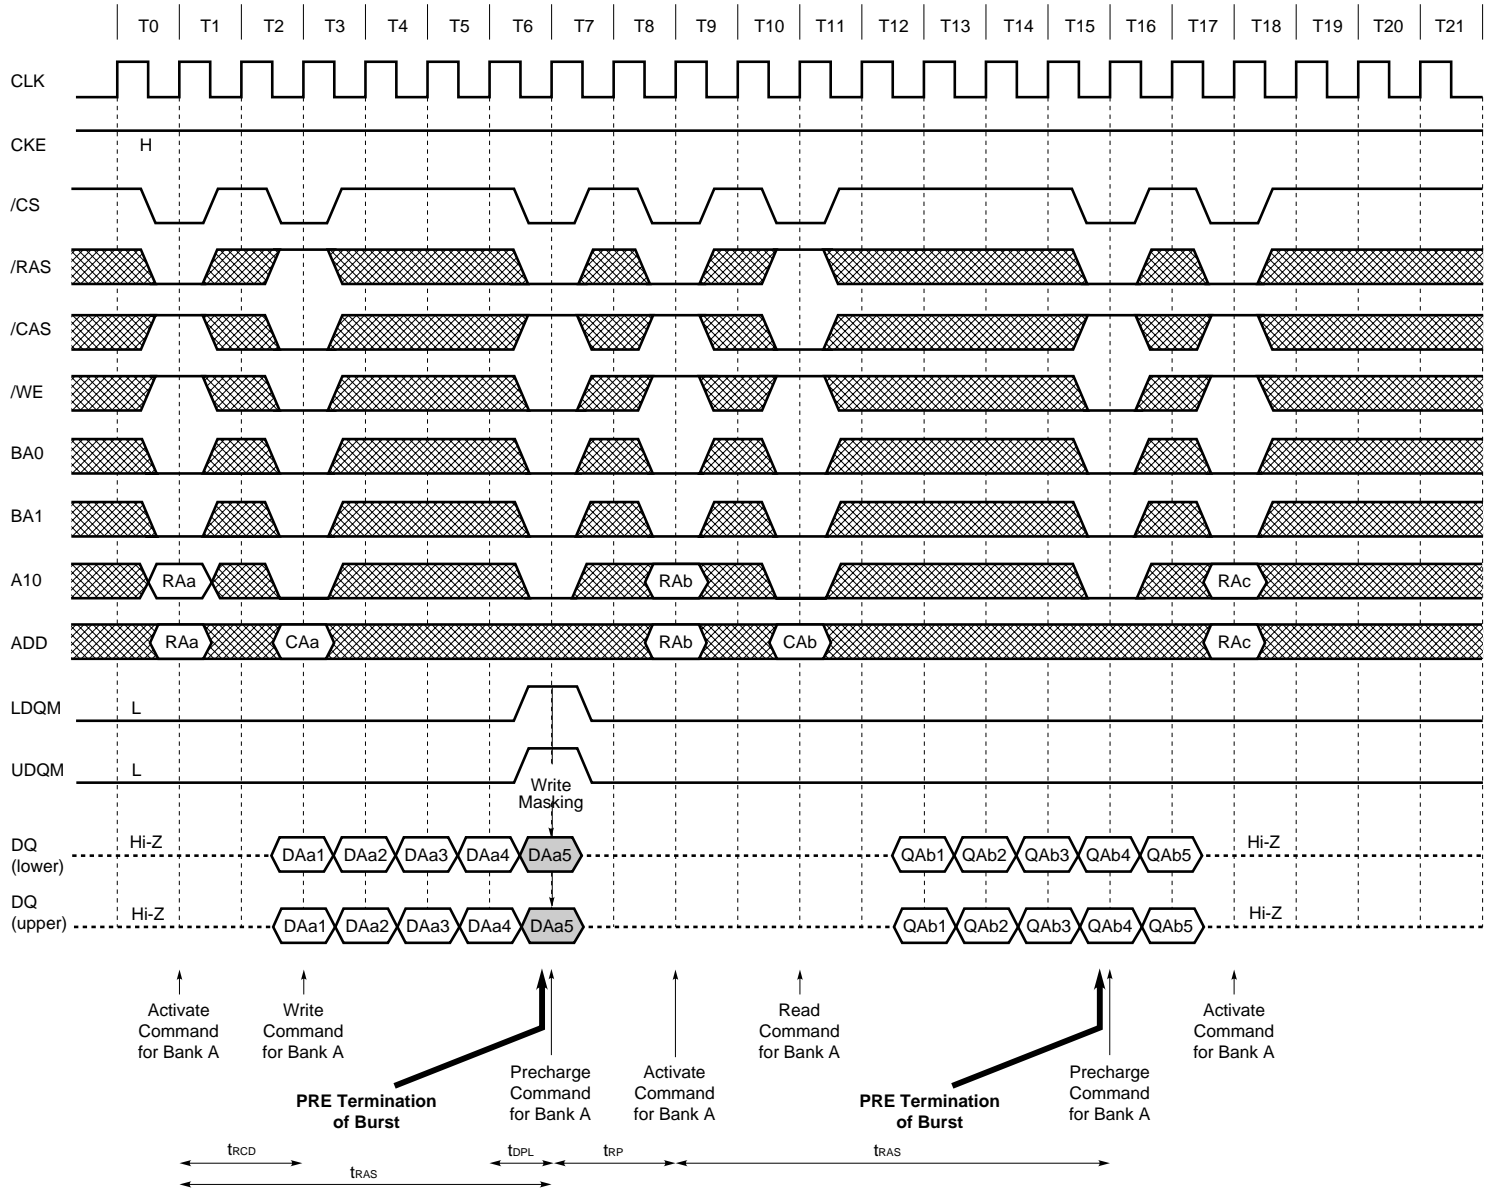 T0 T1 T2 T3 T4 T5 T6 T7 T8 T9 T10 T11 T12 T13 T14 T15 T16 T17 T18 T19 T20 T21
CLK
CKE H
/CS
/RAS
/CAS
/WE
BA0
BA1
A10 RAa RAb RAc
ADD RAa CAa RAb CAb RAc
LDQM L
UDQM L
Write
Masking
DQ
(lower)
Hi-Z DAa1 DAa2 DAa3 DAa4 DAa5 QAb1 QAb2 QAb3 QAb4 QAb5 Hi-Z
DQ
(upper)
Hi-Z DAa1 DAa2 DAa3 DAa4 DAa5 QAb1 QAb2 QAb3 QAb4 QAb5 Hi-Z
Activate
Command
for Bank A
Write
Command
for Bank A
Read
Command
for Bank A
Activate
Command
for Bank A
PRE Termination
of Burst
Precharge
Command
for Bank A
Activate
Command
for Bank A
PRE Termination
of Burst
Precharge
Command
for Bank A
tRCD tDPL tRP tRAS
tRAS